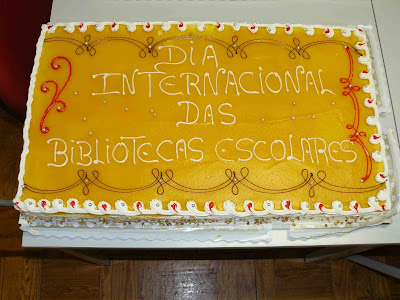 DIA
INTERNACIONAL
DAS
BIBLIOTECAS ESCOLARES